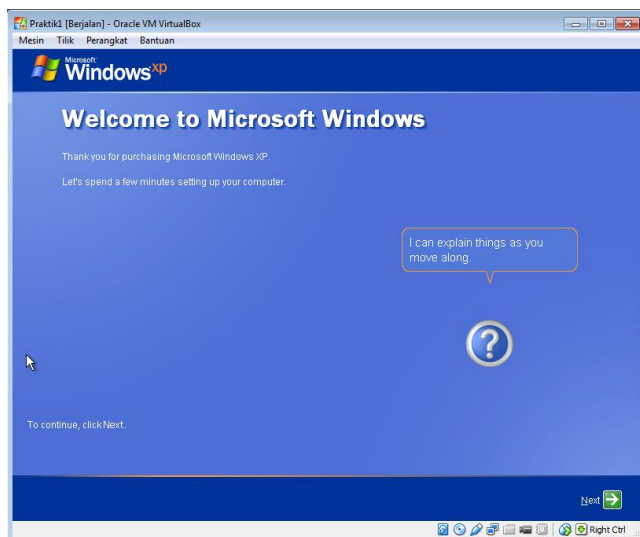 Praktik1 [Berjalan] - Oracle VM VirtualBox
Mesin Tilik Perangkat Bantuan
Microsoft
Windows xp
Welcome to Microsoft Windows
Thank you for purchasing Microsoft Windows XP.
Let's spend a few minutes setting up your computer.
I can explain things as you
move along.
?
To continue, click Next.
Next
Right Ctrl